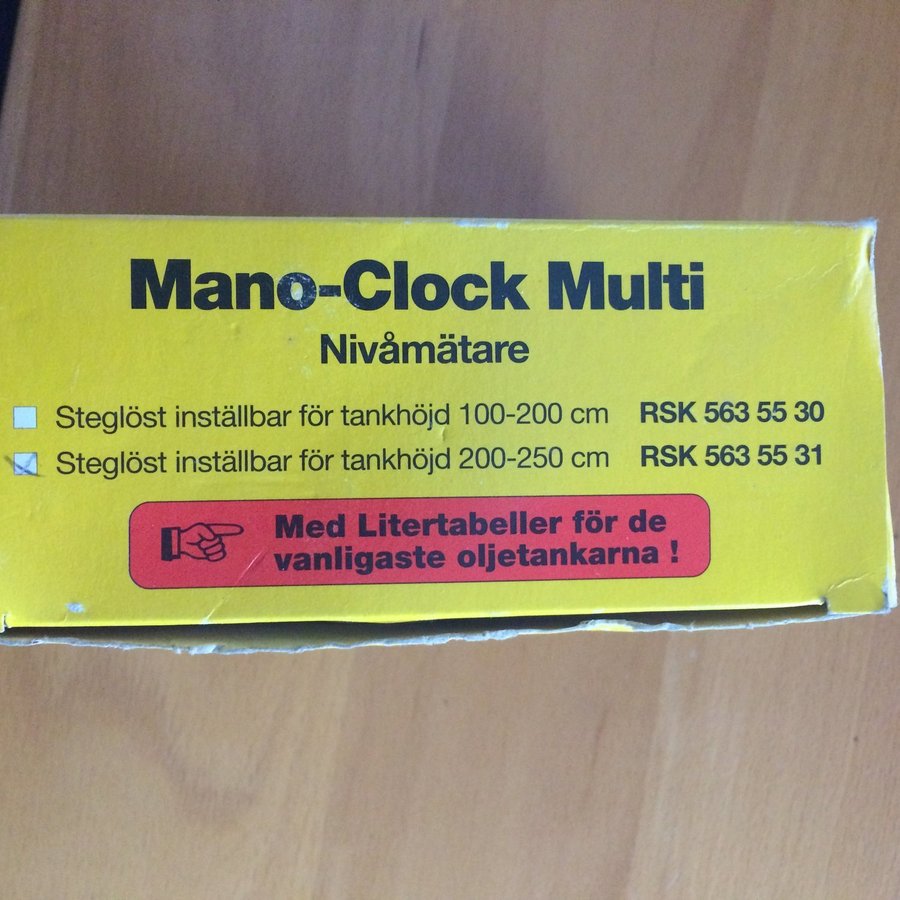 Mano-Clock Multi
Nivåmätare
Steglöst inställbar för tankhöjd 100-200 cm RSK 563 55 30
Steglöst inställbar för tankhöjd 200-250 cm RSK 563 55 31
Med Litertabeller för de
vanligaste oljetankarna !